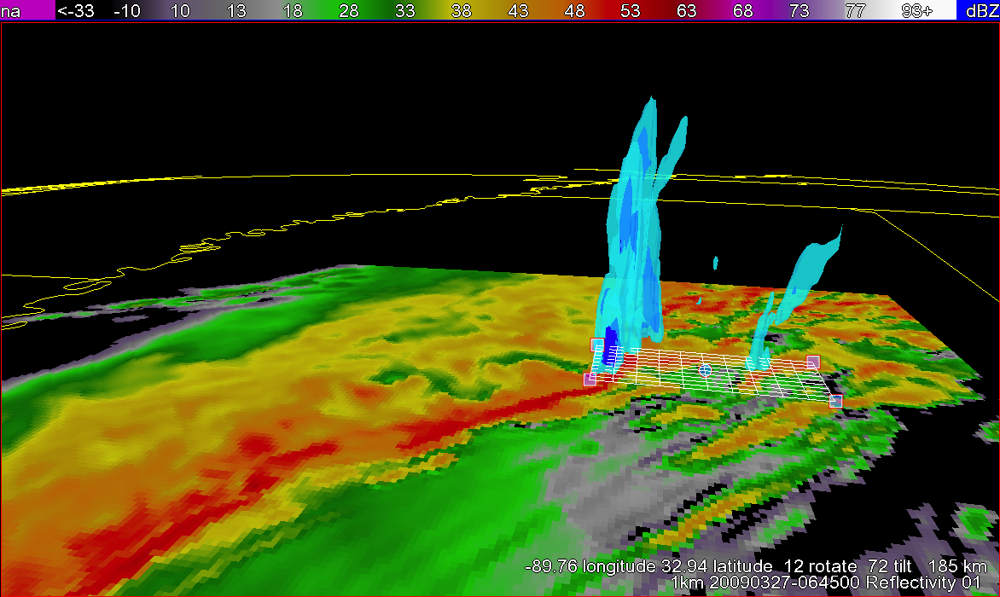 na <-33 -10 10 13 18 28 33 38 43 48 53 63 68 73 77 93+ dBZ
-89.76 longitude 32.94 latitude 12 rotate 72 tilt 185 km
1km 20090327-064500 Reflectivity 01